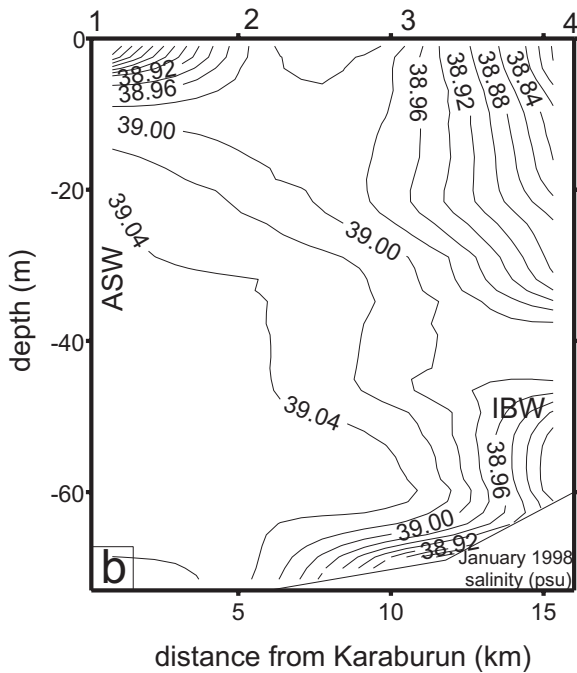 1 2 3 4
0
-20
-40
-60
depth (m)
38.92
38.96
39.00
39.04
ASW
39.00
39.04
38.96
38.92
38.88
38.84
IBW
38.96
39.00
38.92
January 1998
salinity (psu)
b
5 10 15
distance from Karaburun (km)